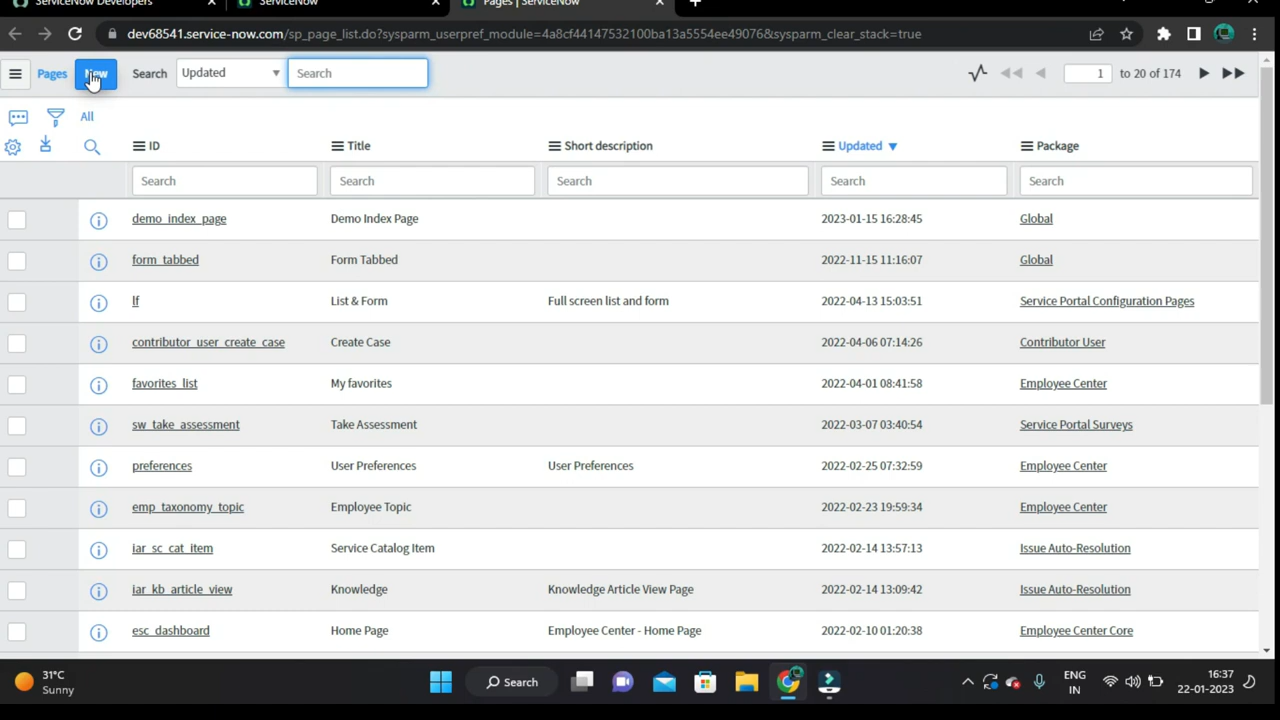 ServiceNow Developers
ServiceNow
Pages | ServiceNow
dev68541.service-now.com/sp_page_list.do?sysparm_userpref_module=4a8cf44147532100ba13a5554ee49076&sysparm_clear_stack=true
Pages New Search Updated Search 1 to 20 of 174
All
ID Title Short description Updated Package
Search Search Search Search Search
demo_index_page Demo Index Page 2023-01-15 16:28:45 Global
form_tabbed Form Tabbed 2022-11-15 11:16:07 Global
lf List & Form Full screen list and form 2022-04-13 15:03:51 Service Portal Configuration Pages
contributor_user_create_case Create Case 2022-04-06 07:14:26 Contributor User
favorites_list My favorites 2022-04-01 08:41:58 Employee Center
sw_take_assessment Take Assessment 2022-03-07 03:40:54 Service Portal Surveys
preferences User Preferences User Preferences 2022-02-25 07:32:59 Employee Center
emp_taxonomy_topic Employee Topic 2022-02-23 19:59:34 Employee Center
iar_sc_cat_item Service Catalog Item 2022-02-14 13:57:13 Issue Auto-Resolution
iar_kb_article_view Knowledge Knowledge Article View Page 2022-02-14 13:09:42 Issue Auto-Resolution
esc_dashboard Home Page Employee Center - Home Page 2022-02-10 01:20:38 Employee Center Core
31°C
Sunny
Search
ENG
IN
16:37
22-01-2023